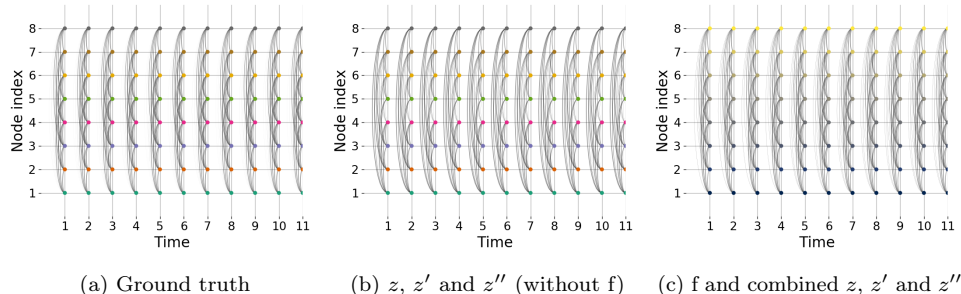 8 7 6 5 4 3 2 1
Node index
1 2 3 4 5 6 7 8 9 10 11
Time
(a) Ground truth
8 7 6 5 4 3 2 1
Node index
1 2 3 4 5 6 7 8 9 10 11
Time
(b) z, z′ and z″ (without f)
8 7 6 5 4 3 2 1
Node index
1 2 3 4 5 6 7 8 9 10 11
Time
(c) f and combined z, z′ and z″